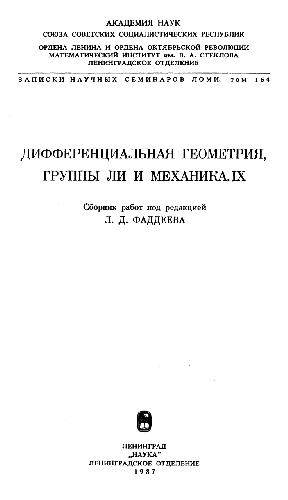 АКАДЕМИЯ НАУК
СОЮЗА СОВЕТСКИХ СОЦИАЛИСТИЧЕСКИХ РЕСПУБЛИК
ОРДЕНА ЛЕНИНА И ОРДЕНА ОКТЯБРЬСКОЙ РЕВОЛЮЦИИ
МАТЕМАТИЧЕСКИЙ ИНСТИТУТ им. В. А. СТЕКЛОВА
ЛЕНИНГРАДСКОЕ ОТДЕЛЕНИЕ
ЗАПИСКИ НАУЧНЫХ СЕМИНАРОВ ЛОМИ, ТОМ 164
ДИФФЕРЕНЦИАЛЬНАЯ ГЕОМЕТРИЯ,
ГРУППЫ ЛИ И МЕХАНИКА. IX
Сборник работ под редакцией
Л. Д. ФАДДЕЕВА
ЛЕНИНГРАД
„НАУКА"
ЛЕНИНГРАДСКОЕ ОТДЕЛЕНИЕ
1987